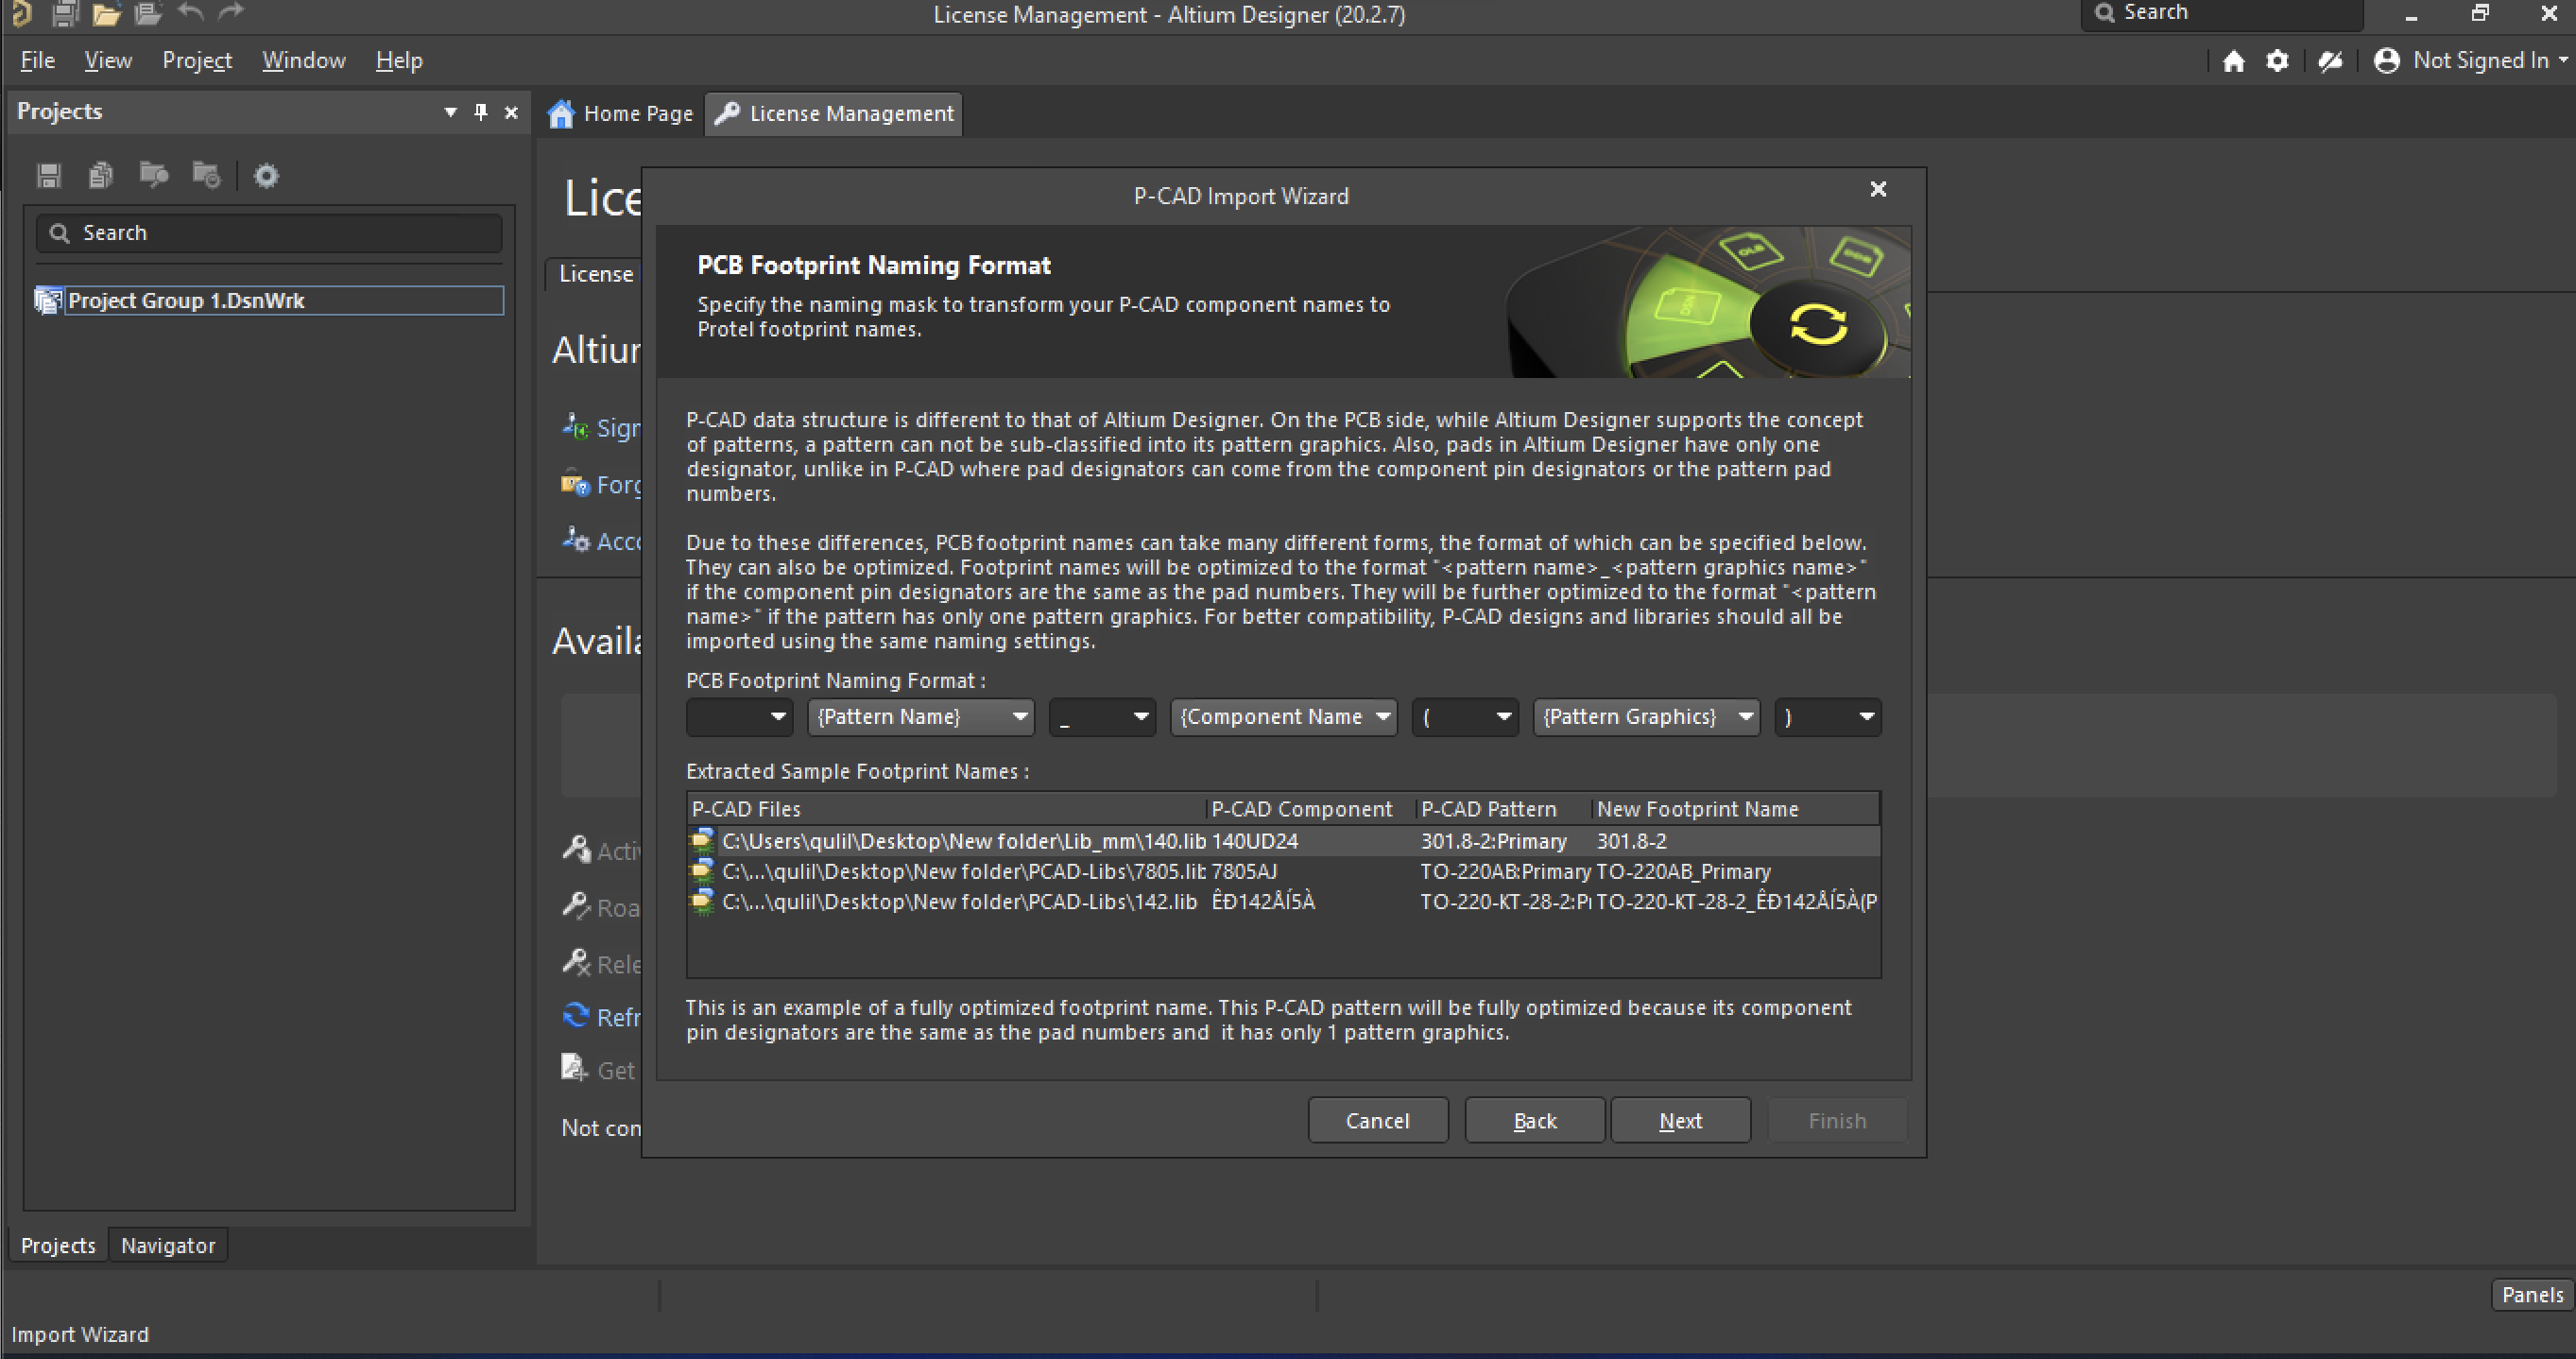 License Management - Altium Designer (20.2.7)
Search
File View Project Window Help
Not Signed In
Projects
Home Page
License Management
Search
Project Group 1.DsnWrk
License
P-CAD Import Wizard
PCB Footprint Naming Format
Specify the naming mask to transform your P-CAD component names to
Protel footprint names.
P-CAD data structure is different to that of Altium Designer. On the PCB side, while Altium Designer supports the concept
of patterns, a pattern can not be sub-classified into its pattern graphics. Also, pads in Altium Designer have only one
designator, unlike in P-CAD where pad designators can come from the component pin designators or the pattern pad
numbers.
Due to these differences, PCB footprint names can take many different forms, the format of which can be specified below.
They can also be optimized. Footprint names will be optimized to the format "<pattern name>_<pattern graphics name>"
if the component pin designators are the same as the pad numbers. They will be further optimized to the format "<pattern
name>" if the pattern has only one pattern graphics. For better compatibility, P-CAD designs and libraries should all be
imported using the same naming settings.
PCB Footprint Naming Format :
{Pattern Name} _ {Component Name ( {Pattern Graphics} )
Extracted Sample Footprint Names :
P-CAD Files P-CAD Component P-CAD Pattern New Footprint Name
C:\Users\qulil\Desktop\New folder\Lib_mm\140.lib 140UD24 301.8-2:Primary 301.8-2
C:\...\qulil\Desktop\New folder\PCAD-Libs\7805.lib 7805AJ TO-220AB:Primary TO-220AB_Primary
C:\...\qulil\Desktop\New folder\PCAD-Libs\142.lib ÊÐ142ÅÍ5À TO-220-KT-28-2:Pr TO-220-KT-28-2_ÊÐ142ÅÍ5À(P
This is an example of a fully optimized footprint name. This P-CAD pattern will be fully optimized because its component
pin designators are the same as the pad numbers and it has only 1 pattern graphics.
Cancel Back Next Finish
Lice
Altiur
Sigr
Forg
Acco
Availa
Activ
Roa
Rele
Refr
Get
Not con
Projects Navigator
Panels
Import Wizard